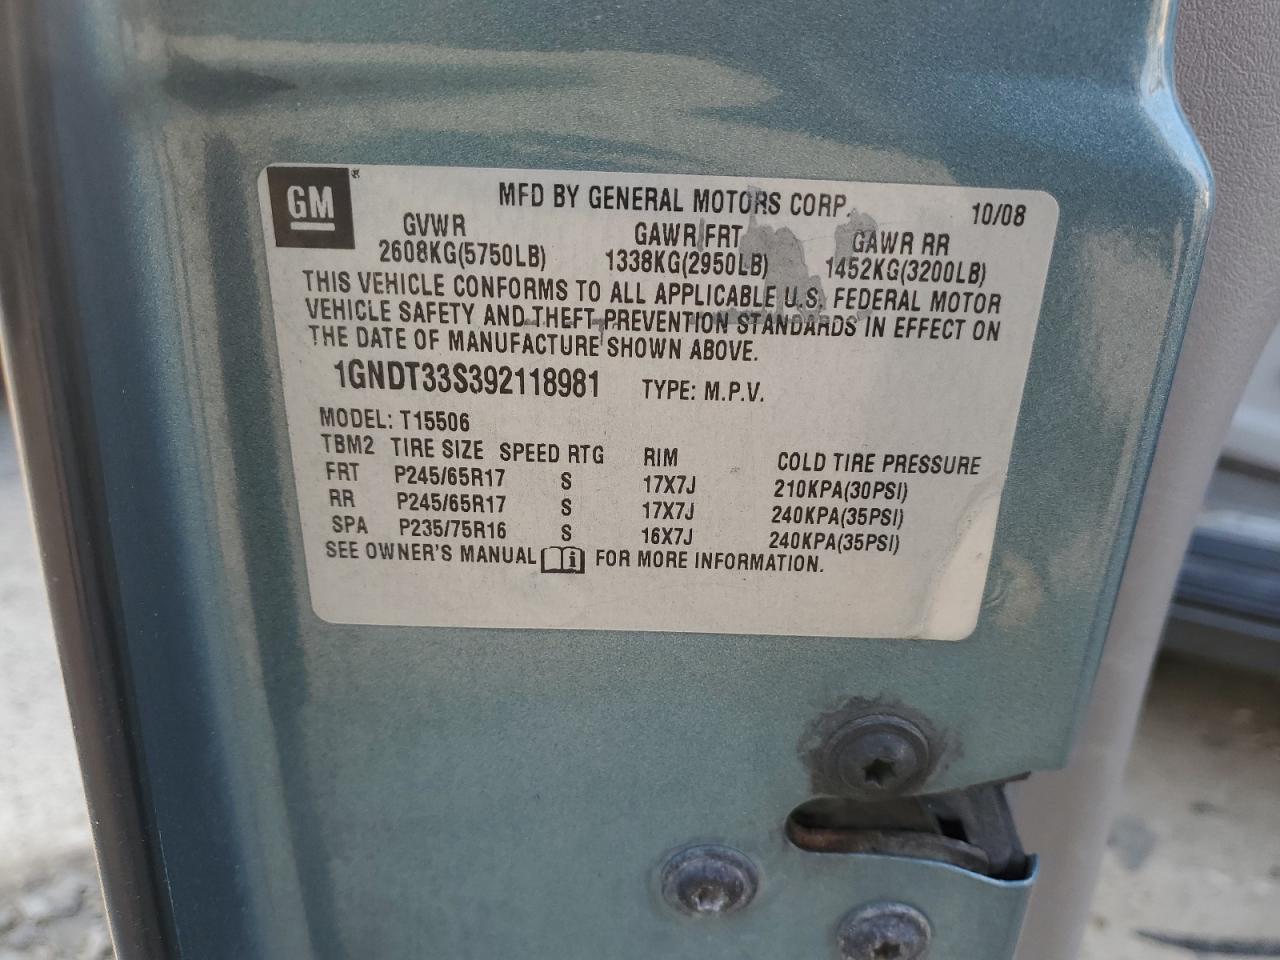 GM®
MFD BY GENERAL MOTORS CORP. 10/08
GVWR GAWR FRT GAWR RR
2608KG(5750LB) 1338KG(2950LB) 1452KG(3200LB)
THIS VEHICLE CONFORMS TO ALL APPLICABLE U.S. FEDERAL MOTOR
VEHICLE SAFETY AND THEFT PREVENTION STANDARDS IN EFFECT ON
THE DATE OF MANUFACTURE SHOWN ABOVE.
1GNDT33S392118981 TYPE: M.P.V.
MODEL: T15506
TBM2 TIRE SIZE SPEED RTG RIM COLD TIRE PRESSURE
FRT P245/65R17 S 17X7J 210KPA(30PSI)
RR P245/65R17 S 17X7J 240KPA(35PSI)
SPA P235/75R16 S 16X7J 240KPA(35PSI)
SEE OWNER'S MANUAL i FOR MORE INFORMATION.